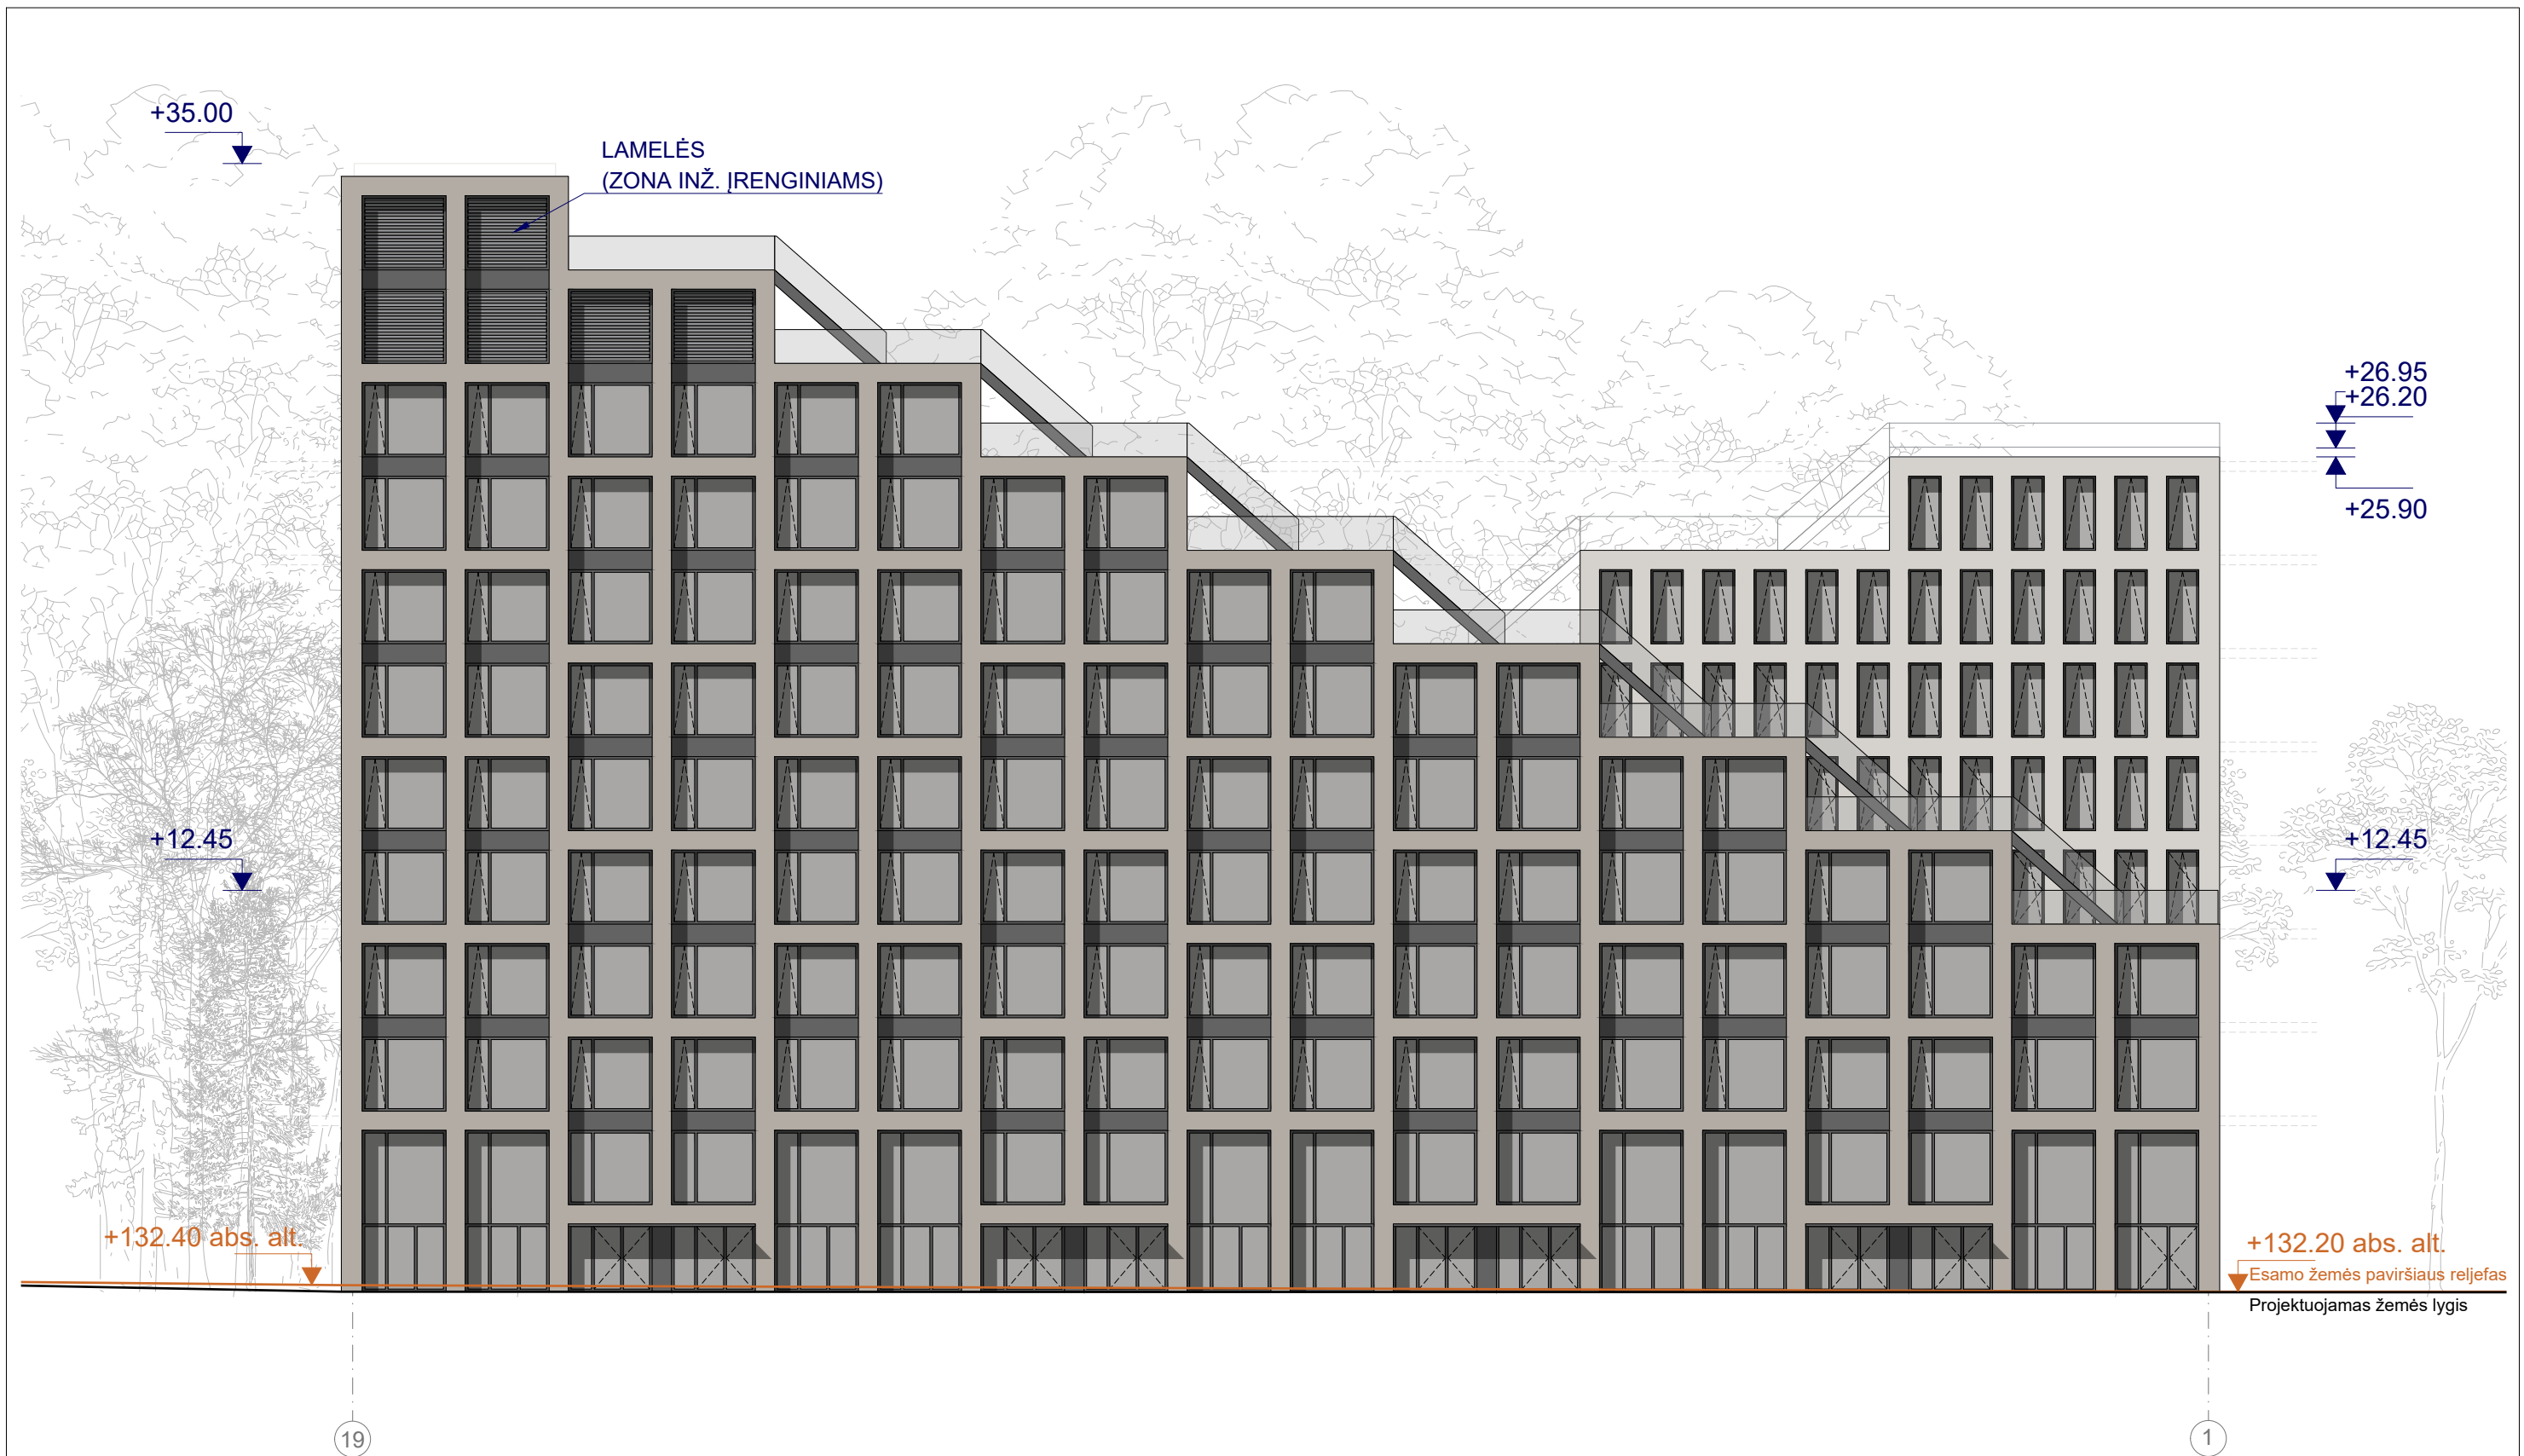 +35.00
LAMELĖS
(ZONA INŽ. ĮRENGINIAMS)
+26.95
+26.20
+25.90
+12.45
+12.45
+132.40 abs. alt.
+132.20 abs. alt.
Esamo žemės paviršiaus reljefas
Projektuojamas žemės lygis
19
1